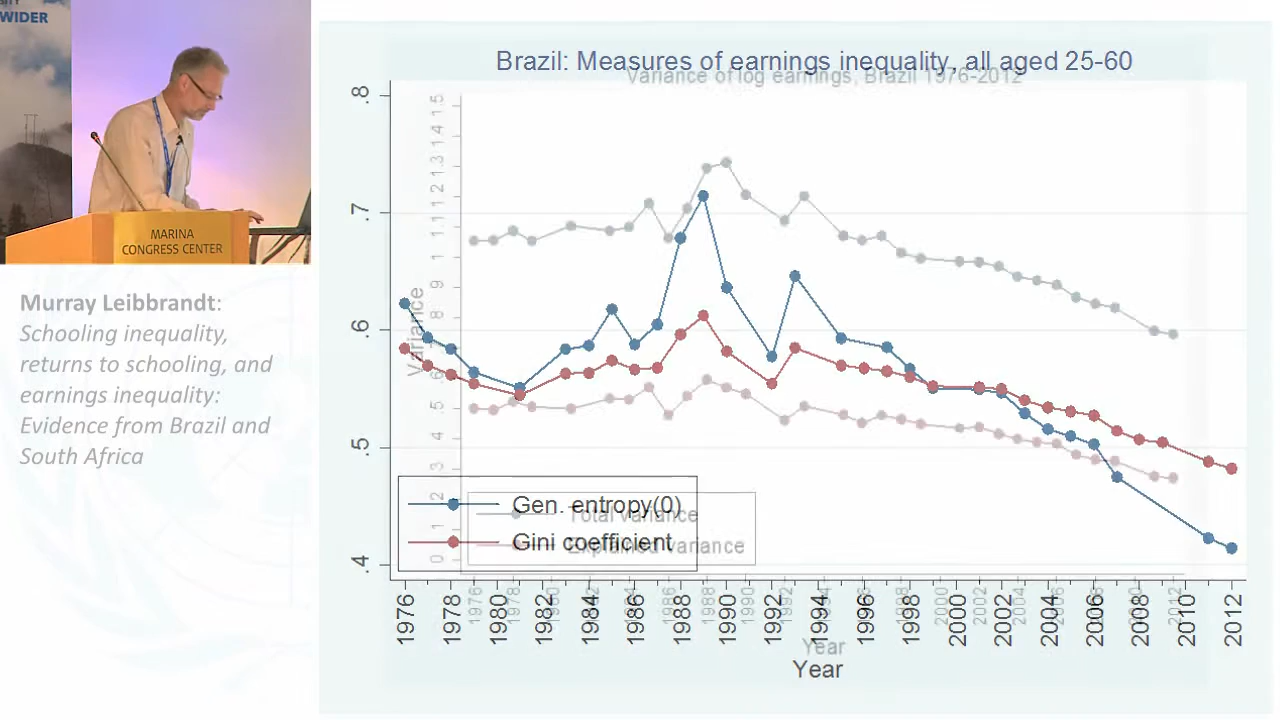 WIDER
MARINA
CONGRESS CENTER
Murray Leibbrandt:
Schooling inequality,
returns to schooling, and
earnings inequality:
Evidence from Brazil and
South Africa
Brazil: Measures of earnings inequality, all aged 25-60
Variance of log earnings, Brazil 1976-2012
.8
.7
.6
.5
.4
Variance
Gen. entropy(0)
Gini coefficient
Total variance
Explained variance
1976
1978
1980
1982
1984
1986
1988
1990
1992
1994
1996
1998
2000
2002
2004
2006
2008
2010
2012
Year
Year